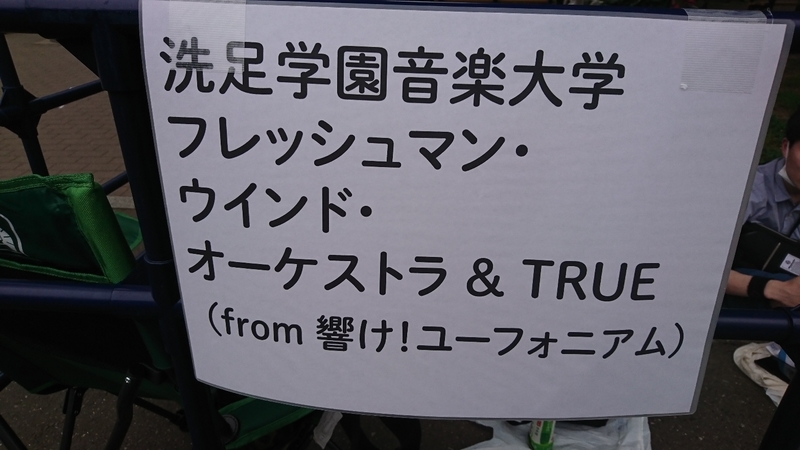 洗足学園音楽大学
フレッシュマン・
ウインド・
オーケストラ & TRUE
(from 響け!ユーフォニアム)